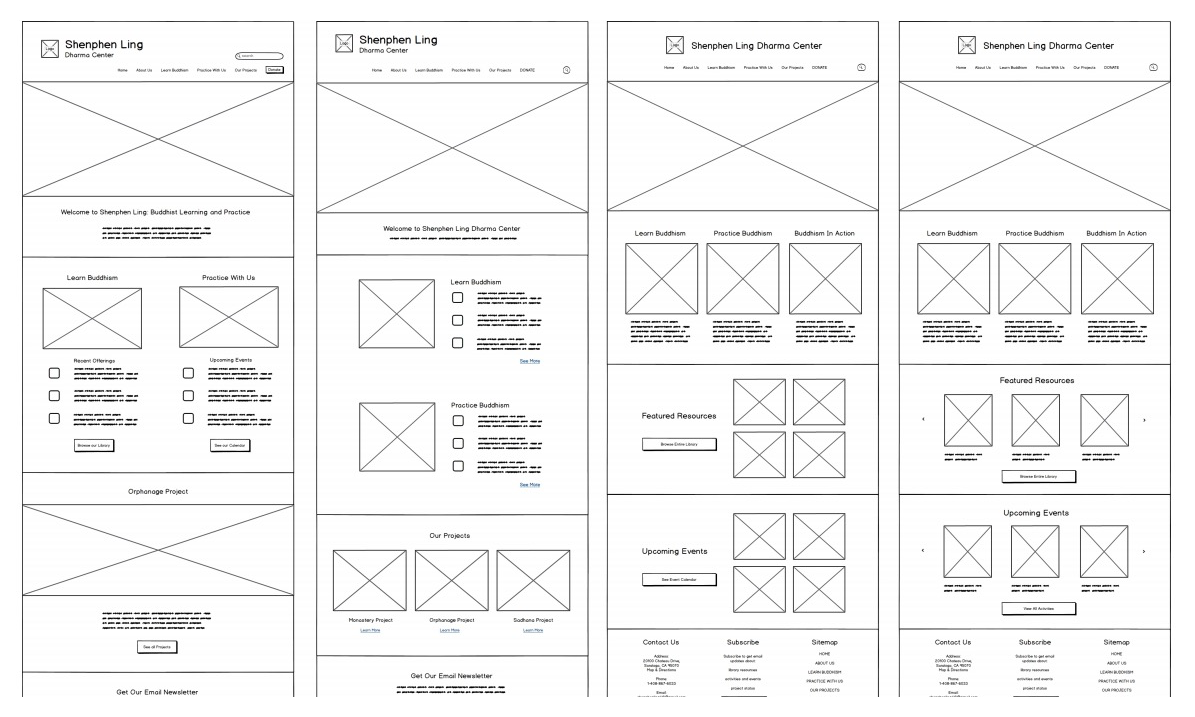 Logo
Shenphen Ling
Dharma Center
search
Home About Us Learn Buddhism Practice With Us Our Projects Donate
Welcome to Shenphen Ling: Buddhist Learning and Practice
Learn Buddhism
Practice With Us
Recent Offerings
Upcoming Events
Browse our Library
See our Calendar
Orphanage Project
See all Projects
Get Our Email Newsletter
Logo
Shenphen Ling
Dharma Center
Home About Us Learn Buddhism Practice With Us Our Projects DONATE
Welcome to Shenphen Ling Dharma Center
Learn Buddhism
See More
Practice Buddhism
See More
Our Projects
Monastery Project
Orphanage Project
Sadhana Project
Learn More
Learn More
Learn More
Get Our Email Newsletter
Logo
Shenphen Ling Dharma Center
Home About Us Learn Buddhism Practice With Us Our Projects DONATE
Learn Buddhism
Practice Buddhism
Buddhism In Action
Featured Resources
Browse Entire Library
Upcoming Events
See Event Calendar
Contact Us
Address:
20100 Chateau Drive,
Saratoga, CA 95070
Map & Directions
Phone:
Email:
Subscribe
Subscribe to get email
updates about:
library resources
activities and events
project status
Sitemap
HOME
ABOUT US
LEARN BUDDHISM
PRACTICE WITH US
OUR PROJECTS
Logo
Shenphen Ling Dharma Center
Home About Us Learn Buddhism Practice With Us Our Projects DONATE
Learn Buddhism
Practice Buddhism
Buddhism In Action
Featured Resources
Browse Entire Library
Upcoming Events
View All Activities
Contact Us
Address:
20100 Chateau Drive,
Saratoga, CA 95070
Map & Directions
Phone:
Email:
Subscribe
Subscribe to get email
updates about:
library resources
activities and events
project status
Sitemap
HOME
ABOUT US
LEARN BUDDHISM
PRACTICE WITH US
OUR PROJECTS